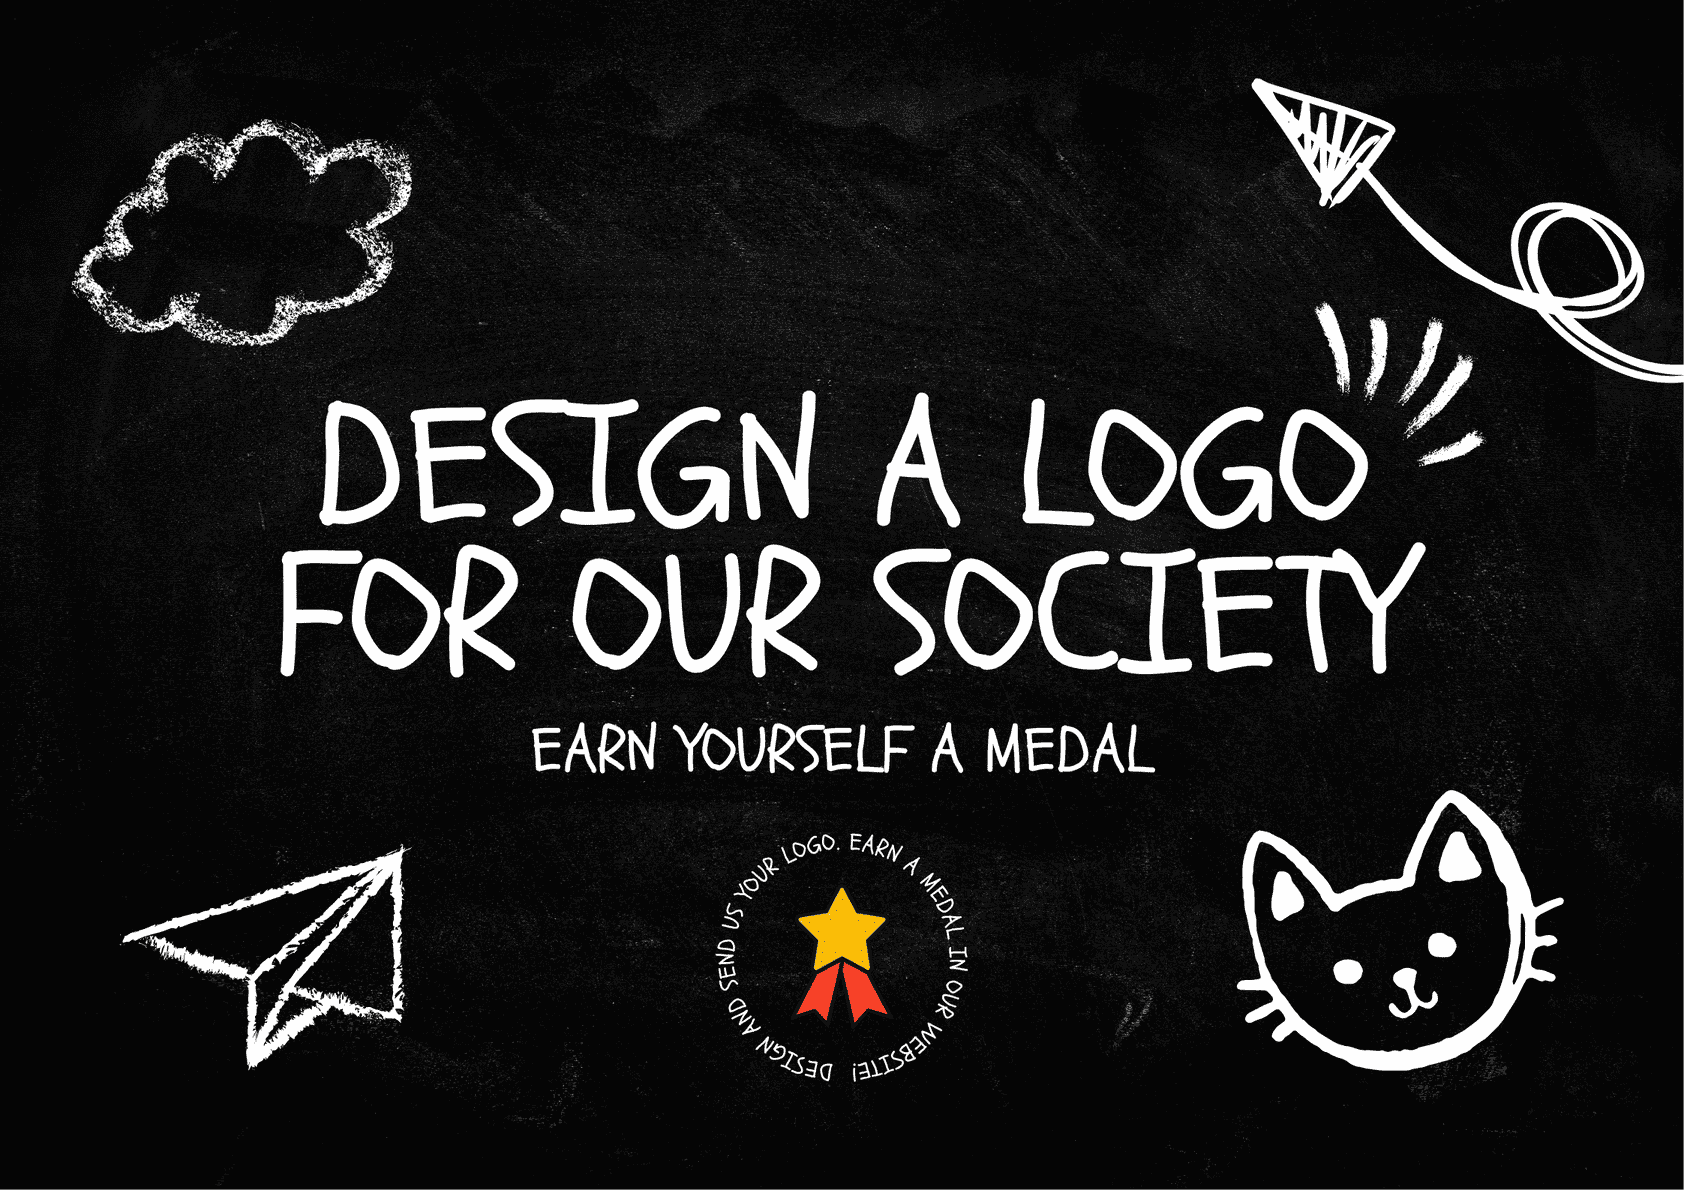 DESIGN A LOGO
FOR OUR SOCIETY
EARN YOURSELF A MEDAL
DESIGN AND SEND US YOUR LOGO. EARN A MEDAL IN OUR WEBSITE!